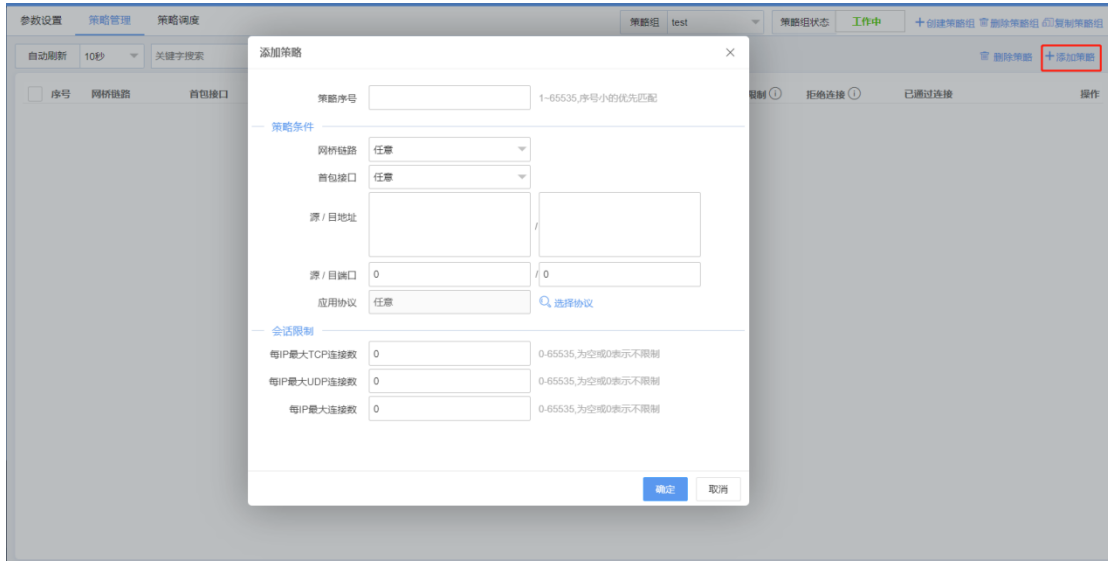 参数设置 策略管理 策略调度 策略组 test 策略组状态 工作中 +创建策略组 删除策略组 复制策略组
自动刷新 10秒 关键字搜索 删除策略 +添加策略
序号 网桥链路 首包接口 限制 拒绝连接 已通过连接 操作
添加策略
策略序号 1~65535,序号小的优先匹配
策略条件
网桥链路 任意
首包接口 任意
源 / 目地址 /
源 / 目端口 0 / 0
应用协议 任意 选择协议
会话限制
每IP最大TCP连接数 0 0-65535,为空或0表示不限制
每IP最大UDP连接数 0 0-65535,为空或0表示不限制
每IP最大连接数 0 0-65535,为空或0表示不限制
确定 取消